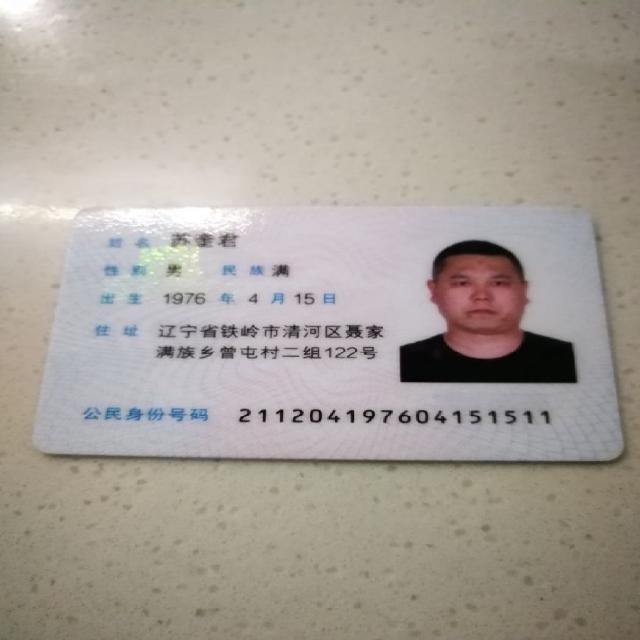 姓名 苏奎君
性别 男 民族 满
出生 1976 年 4 月 15 日
住址 辽宁省铁岭市清河区聂家
满族乡曾屯村二组122号
公民身份号码 211204197604151511